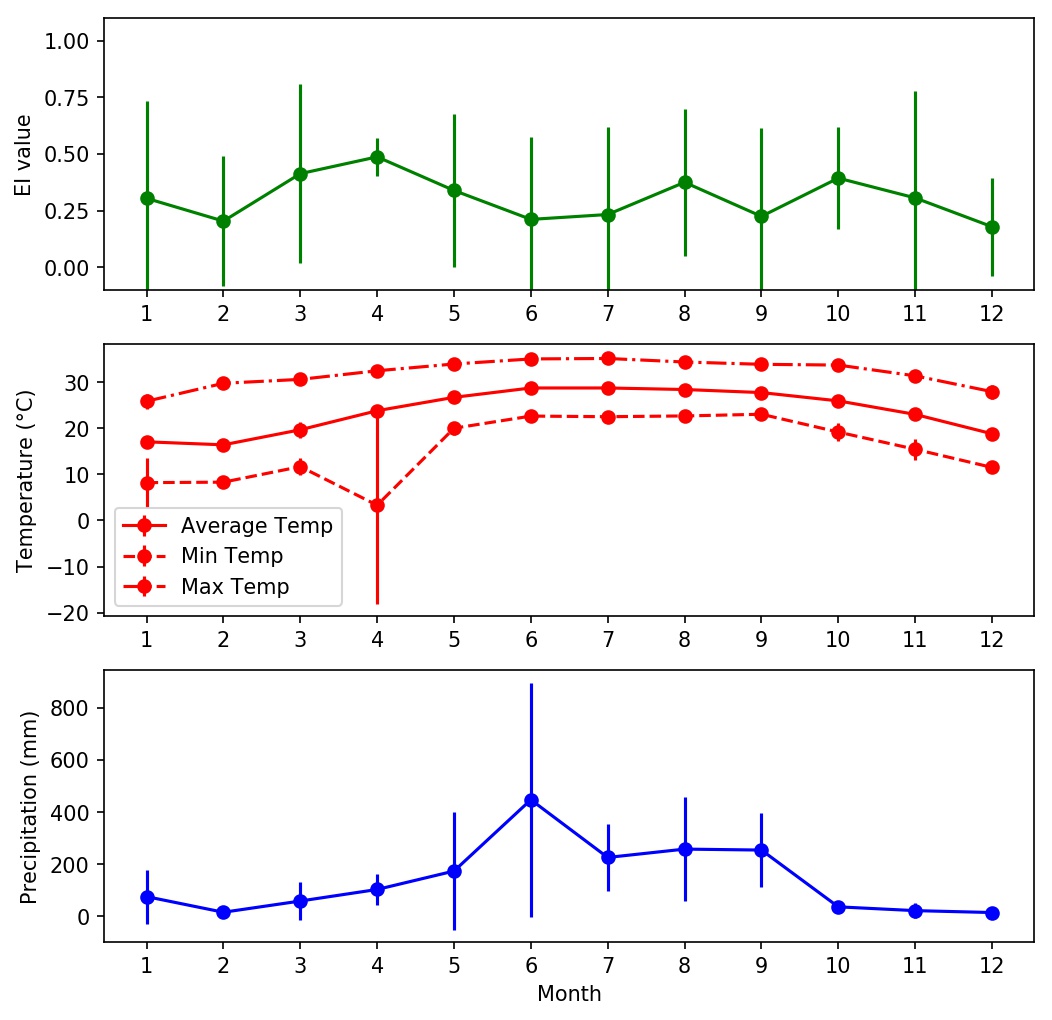 EI value
1.00
0.75
0.50
0.25
0.00
1 2 3 4 5 6 7 8 9 10 11 12
Temperature (°C)
30
20
10
0
−10
−20
Average Temp
Min Temp
Max Temp
1 2 3 4 5 6 7 8 9 10 11 12
Precipitation (mm)
800
600
400
200
0
1 2 3 4 5 6 7 8 9 10 11 12
Month